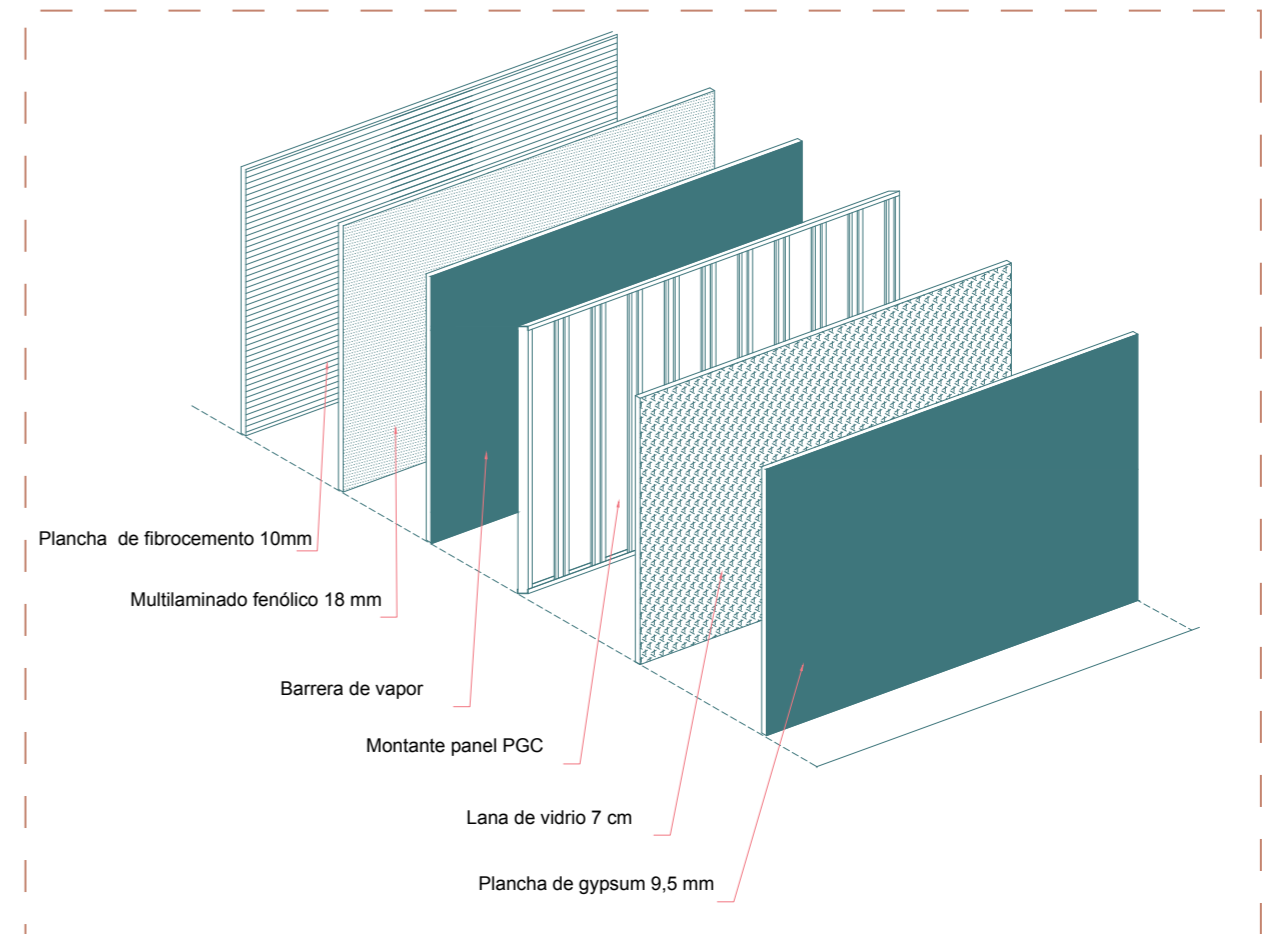 Plancha de fibrocemento 10mm
Multilaminado fenólico 18 mm
Barrera de vapor
Montante panel PGC
Lana de vidrio 7 cm
Plancha de gypsum 9,5 mm